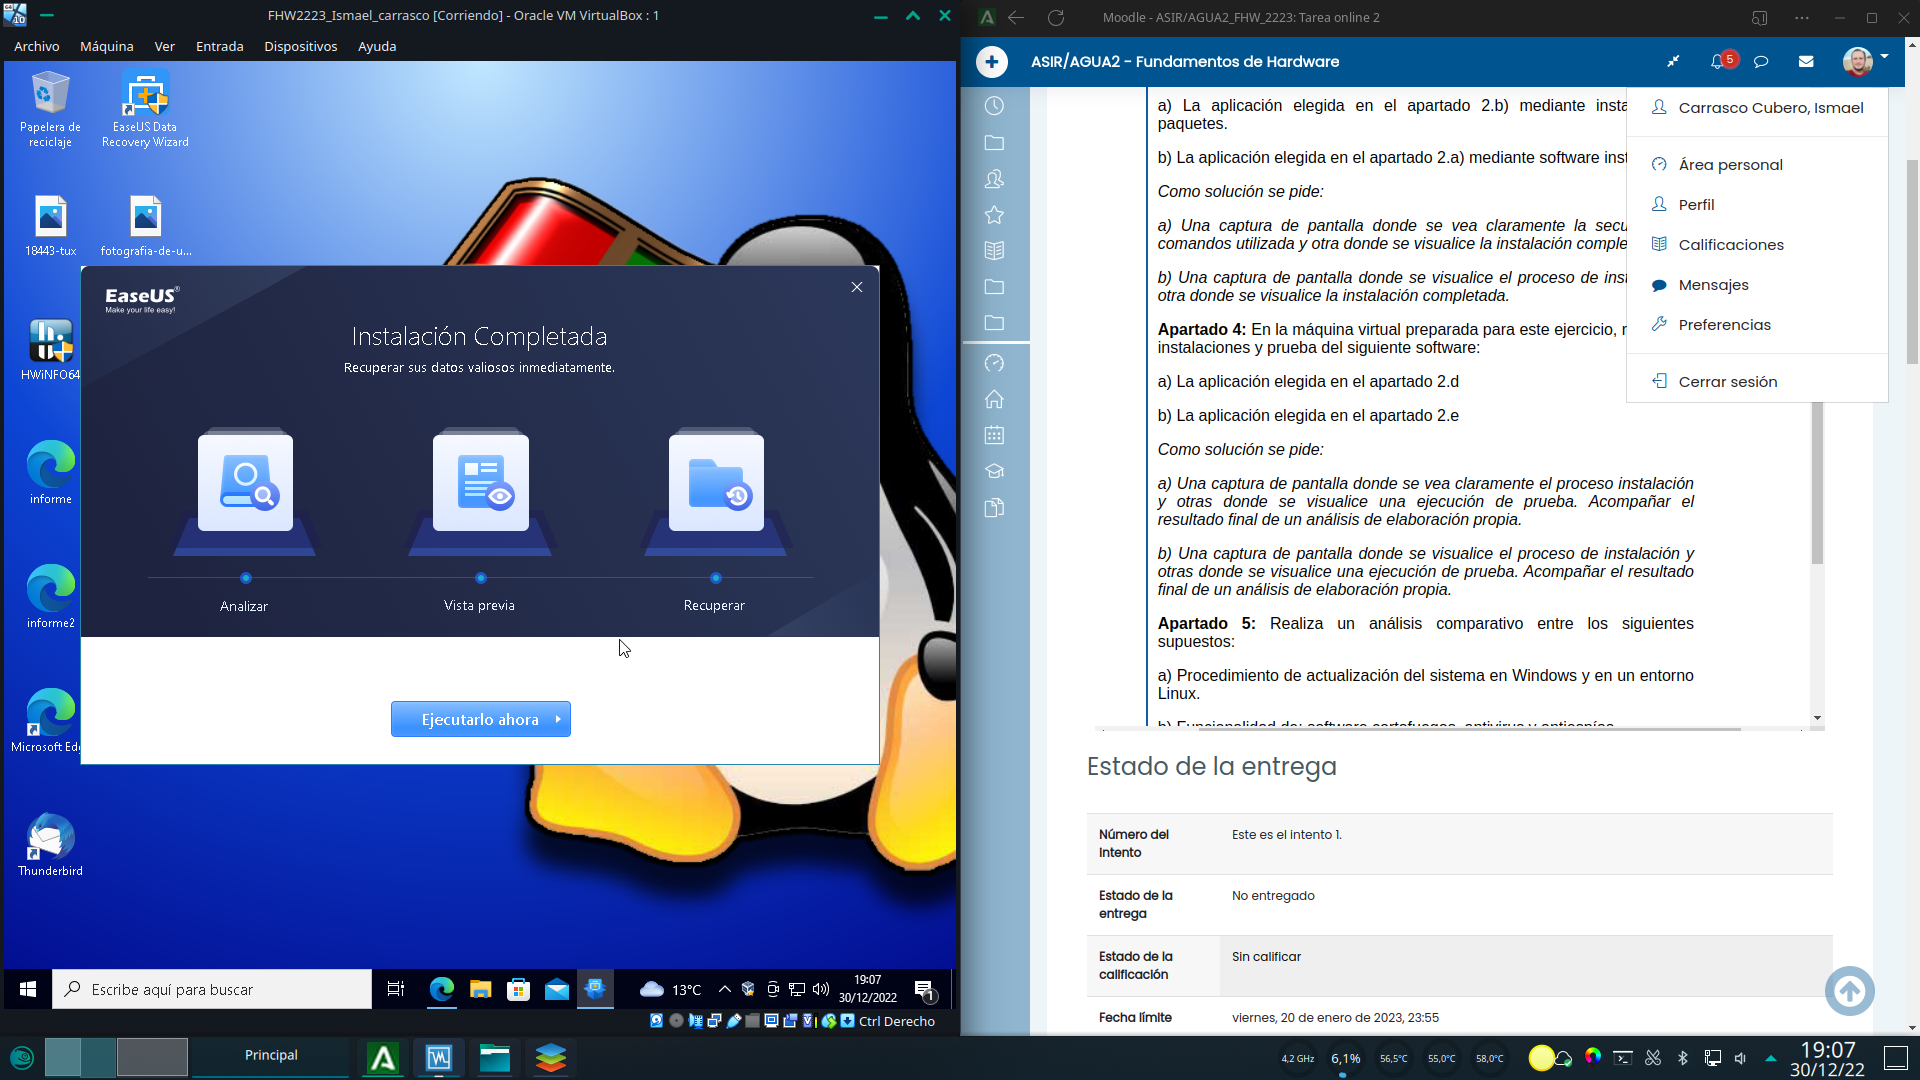 FHW2223_Ismael_carrasco [Corriendo] - Oracle VM VirtualBox : 1
Archivo Máquina Ver Entrada Dispositivos Ayuda
Papelera de reciclaje
EaseUS Data Recovery Wizard
18443-tux
fotografia-de-u...
HWiNFO64
informe
informe2
Microsoft Ed
Thunderbird
EaseUS®
Make your life easy!
Instalación Completada
Recuperar sus datos valiosos inmediatamente.
Analizar
Vista previa
Recuperar
Ejecutarlo ahora
Escribe aquí para buscar
13°C
19:07
30/12/2022
1
Ctrl Derecho
Moodle - ASIR/AGUA2_FHW_2223: Tarea online 2
ASIR/AGUA2 - Fundamentos de Hardware
5
Carrasco Cubero, Ismael
Área personal
Perfil
Calificaciones
Mensajes
Preferencias
Cerrar sesión
a) La aplicación elegida en el apartado 2.b) mediante insta
paquetes.
b) La aplicación elegida en el apartado 2.a) mediante software inst
Como solución se pide:
a) Una captura de pantalla donde se vea claramente la secu
comandos utilizada y otra donde se visualice la instalación comple
b) Una captura de pantalla donde se visualice el proceso de inst
otra donde se visualice la instalación completada.
Apartado 4: En la máquina virtual preparada para este ejercicio, r
instalaciones y prueba del siguiente software:
a) La aplicación elegida en el apartado 2.d
b) La aplicación elegida en el apartado 2.e
Como solución se pide:
a) Una captura de pantalla donde se vea claramente el proceso instalación
y otras donde se visualice una ejecución de prueba. Acompañar el
resultado final de un análisis de elaboración propia.
b) Una captura de pantalla donde se visualice el proceso de instalación y
otras donde se visualice una ejecución de prueba. Acompañar el resultado
final de un análisis de elaboración propia.
Apartado 5: Realiza un análisis comparativo entre los siguientes
supuestos:
a) Procedimiento de actualización del sistema en Windows y en un entorno
Linux.
b) Funcionalidad de: software cortafuegos, antivirus y antiespías.
Estado de la entrega
Número del intento
Este es el intento 1.
Estado de la entrega
No entregado
Estado de la calificación
Sin calificar
Fecha límite
viernes, 20 de enero de 2023, 23:55
Principal
4,2 GHz
6,1%
56,5°C
55,0°C
58,0°C
19:07
30/12/22